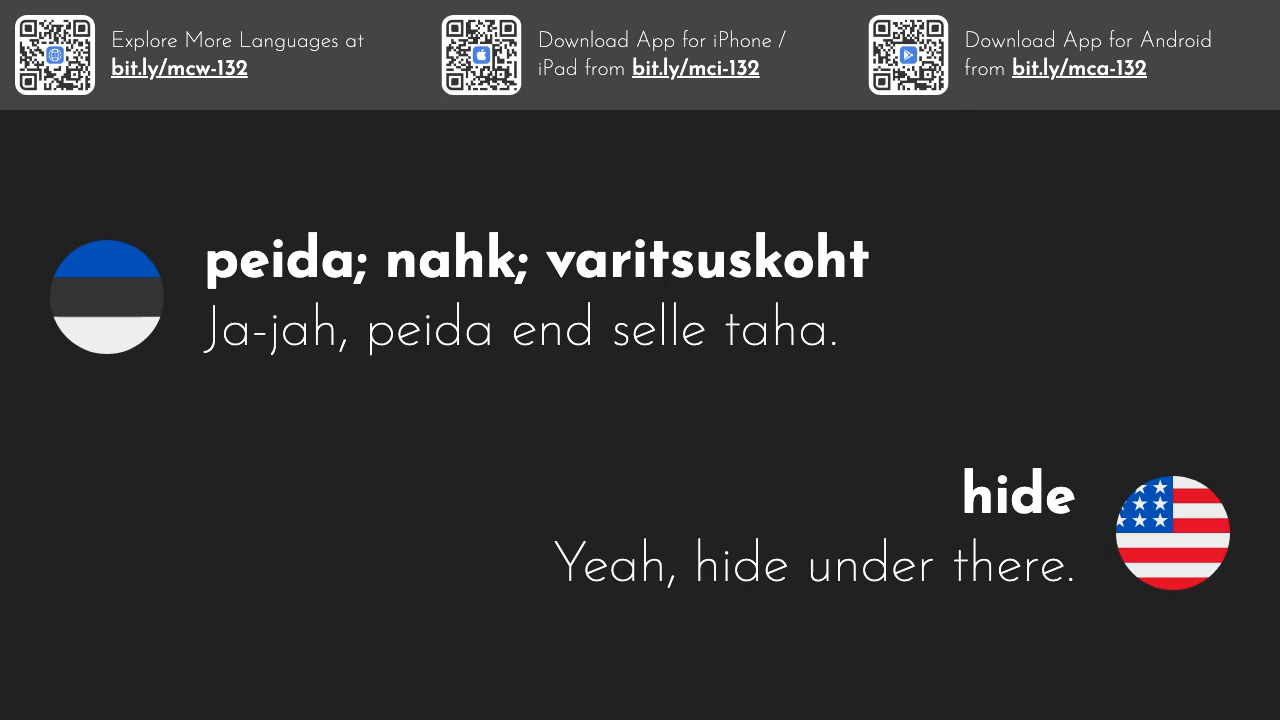 Explore More Languages at
bit.ly/mcw-132
Download App for iPhone /
iPad from bit.ly/mci-132
Download App for Android
from bit.ly/mca-132
peida; nahk; varitsuskoht
Ja-jah, peida end selle taha.
hide
Yeah, hide under there.